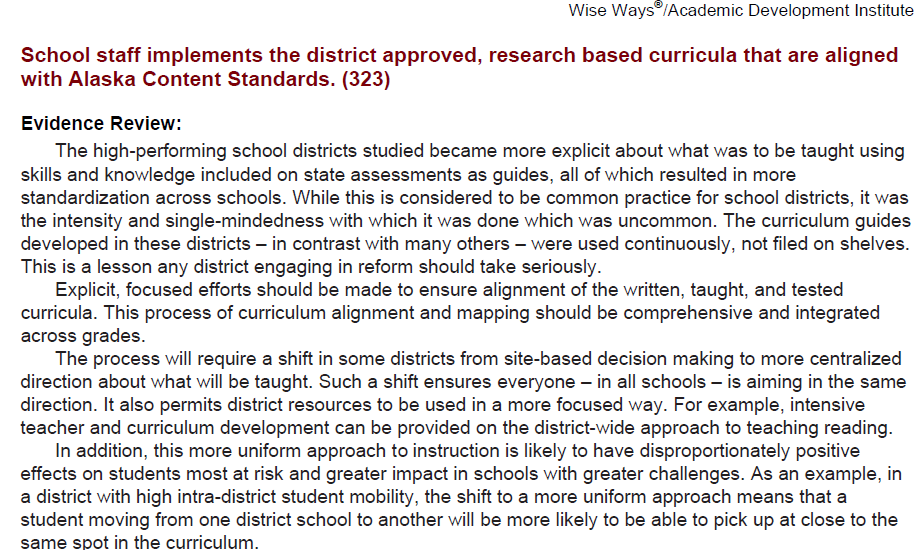 Wise Ways®/Academic Development Institute
School staff implements the district approved, research based curricula that are aligned
with Alaska Content Standards. (323)
Evidence Review:
The high-performing school districts studied became more explicit about what was to be taught using
skills and knowledge included on state assessments as guides, all of which resulted in more
standardization across schools. While this is considered to be common practice for school districts, it was
the intensity and single-mindedness with which it was done which was uncommon. The curriculum guides
developed in these districts – in contrast with many others – were used continuously, not filed on shelves.
This is a lesson any district engaging in reform should take seriously.
Explicit, focused efforts should be made to ensure alignment of the written, taught, and tested
curricula. This process of curriculum alignment and mapping should be comprehensive and integrated
across grades.
The process will require a shift in some districts from site-based decision making to more centralized
direction about what will be taught. Such a shift ensures everyone – in all schools – is aiming in the same
direction. It also permits district resources to be used in a more focused way. For example, intensive
teacher and curriculum development can be provided on the district-wide approach to teaching reading.
In addition, this more uniform approach to instruction is likely to have disproportionately positive
effects on students most at risk and greater impact in schools with greater challenges. As an example, in
a district with high intra-district student mobility, the shift to a more uniform approach means that a
student moving from one district school to another will be more likely to be able to pick up at close to the
same spot in the curriculum.